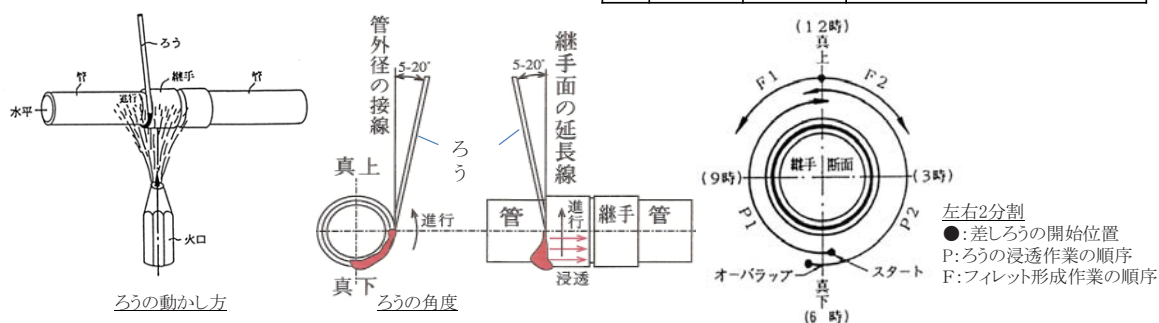 ろう
管
継手
管
進行
水平
火口
ろうの動かし方
管外径の接線
5-20°
ろう
真上
進行
真下
ろうの角度
5-20°
継手面の延長線
管
進行
継手
管
浸透
(12時)
真上
F1
F2
継手
断面
(9時)
(3時)
P1
P2
オーバラップ
スタート
真下
(6 時)
左右2分割
●:差しろうの開始位置
P:ろうの浸透作業の順序
F:フィレット形成作業の順序